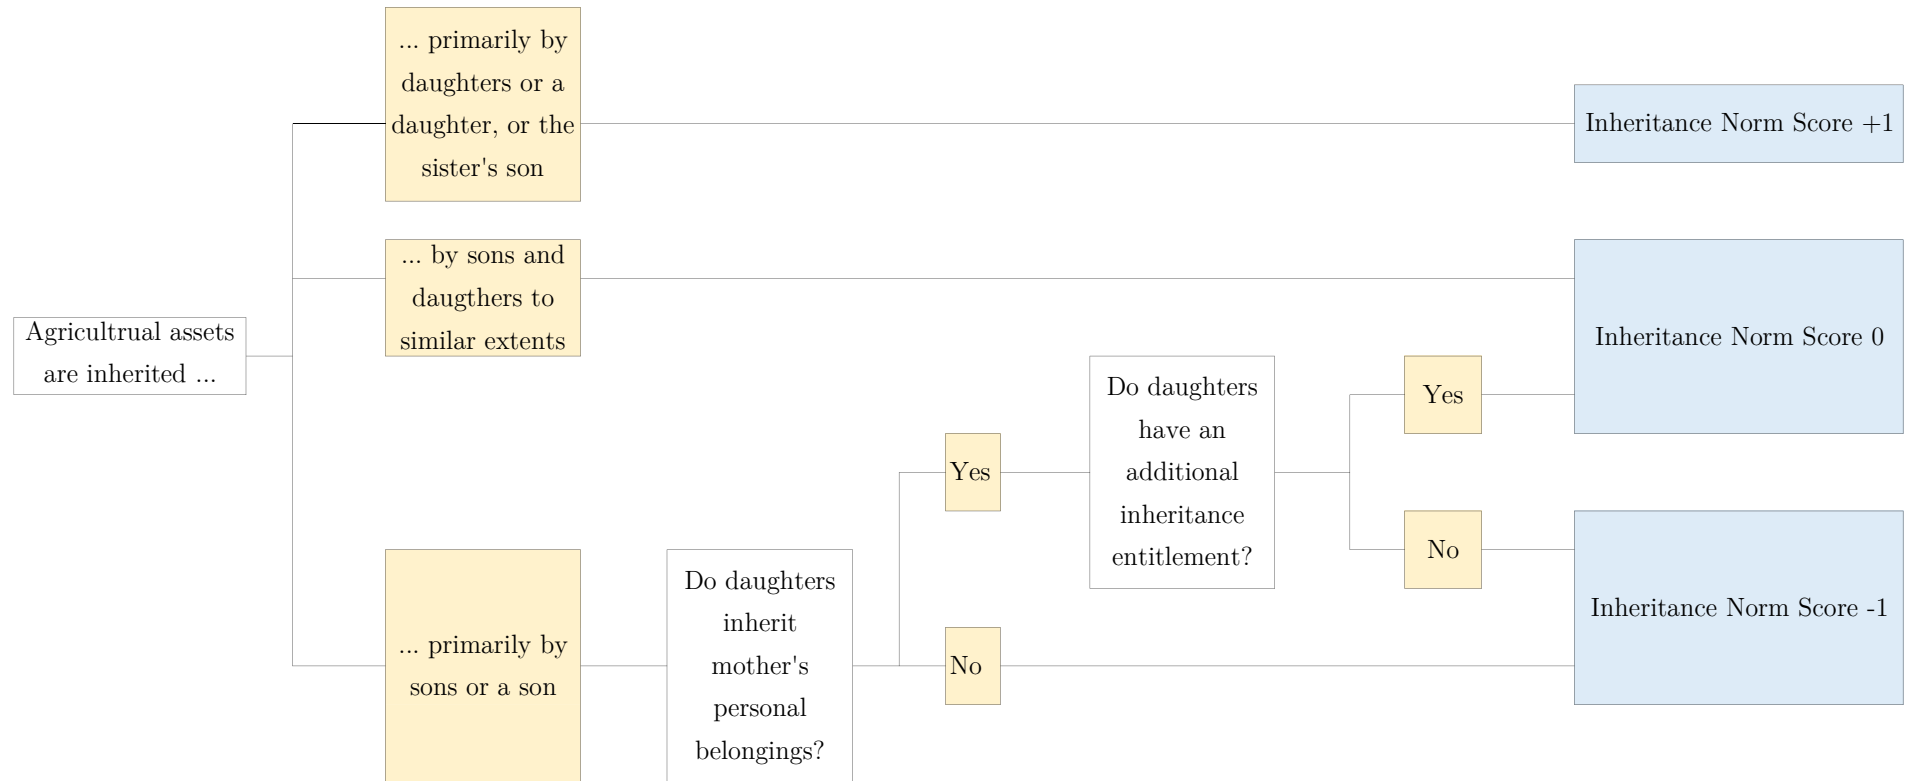 ... primarily by
daughters or a
daughter, or the
sister's son
Inheritance Norm Score +1
... by sons and
daugthers to
similar extents
Inheritance Norm Score 0
Agricultrual assets
are inherited ...
Do daughters
have an
additional
inheritance
entitlement?
Yes
Yes
No
Inheritance Norm Score -1
... primarily by
sons or a son
Do daughters
inherit
mother's
personal
belongings?
No